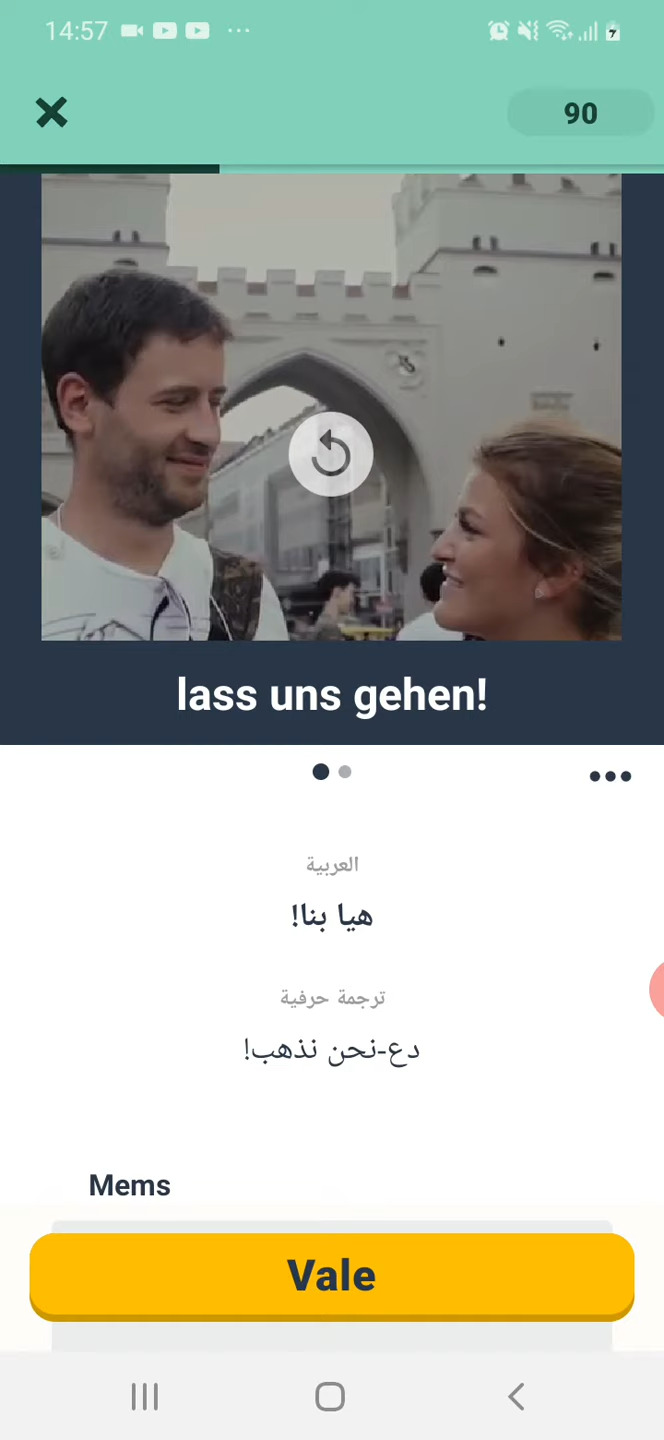 14:57
90
lass uns gehen!
العربية
هيا بنا!
ترجمة حرفية
دع-نحن نذهب!
Mems
Vale